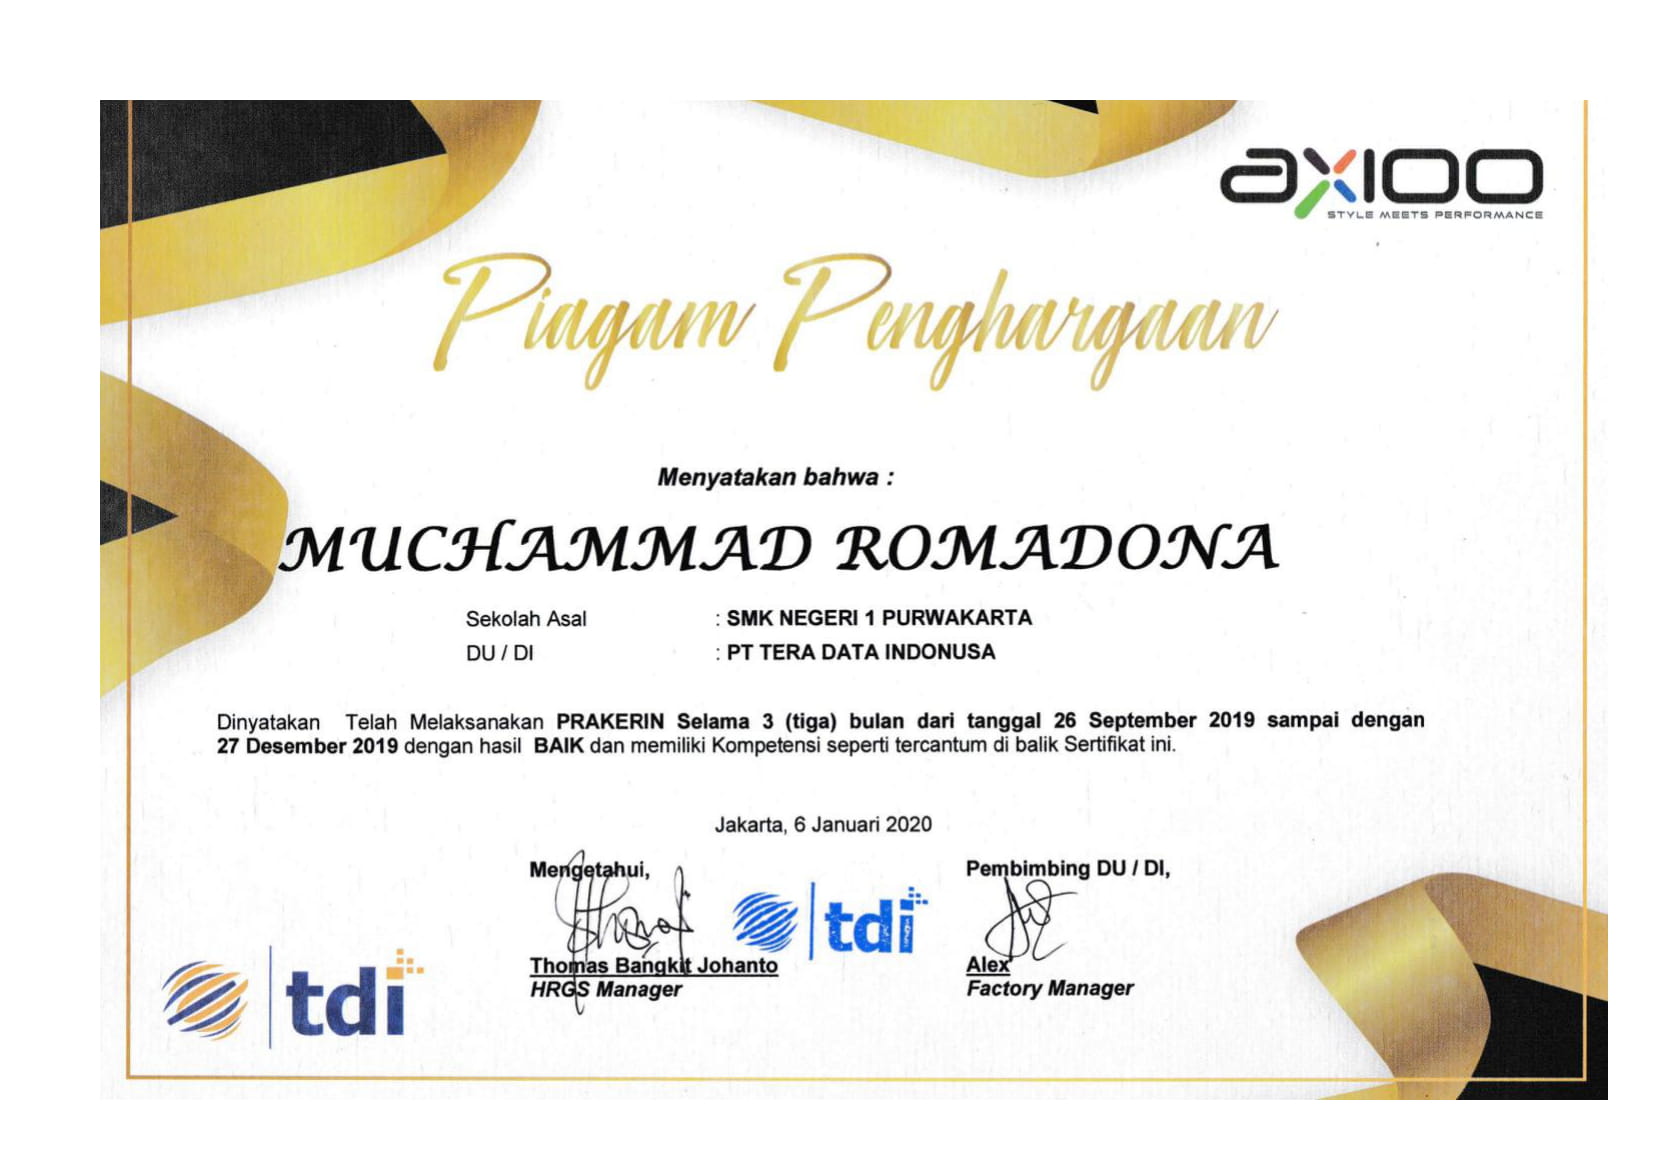 axioo
STYLE MEETS PERFORMANCE
Piagam Penghargaan
Menyatakan bahwa :
MUCHAMMAD ROMADONA
Sekolah Asal : SMK NEGERI 1 PURWAKARTA
DU / DI : PT TERA DATA INDONUSA
Dinyatakan Telah Melaksanakan PRAKERIN Selama 3 (tiga) bulan dari tanggal 26 September 2019 sampai dengan
27 Desember 2019 dengan hasil BAIK dan memiliki Kompetensi seperti tercantum di balik Sertifikat ini.
Jakarta, 6 Januari 2020
Mengetahui, Pembimbing DU / DI,
tdi
Thomas Bangkit Johanto Alex
HRGS Manager Factory Manager
tdi